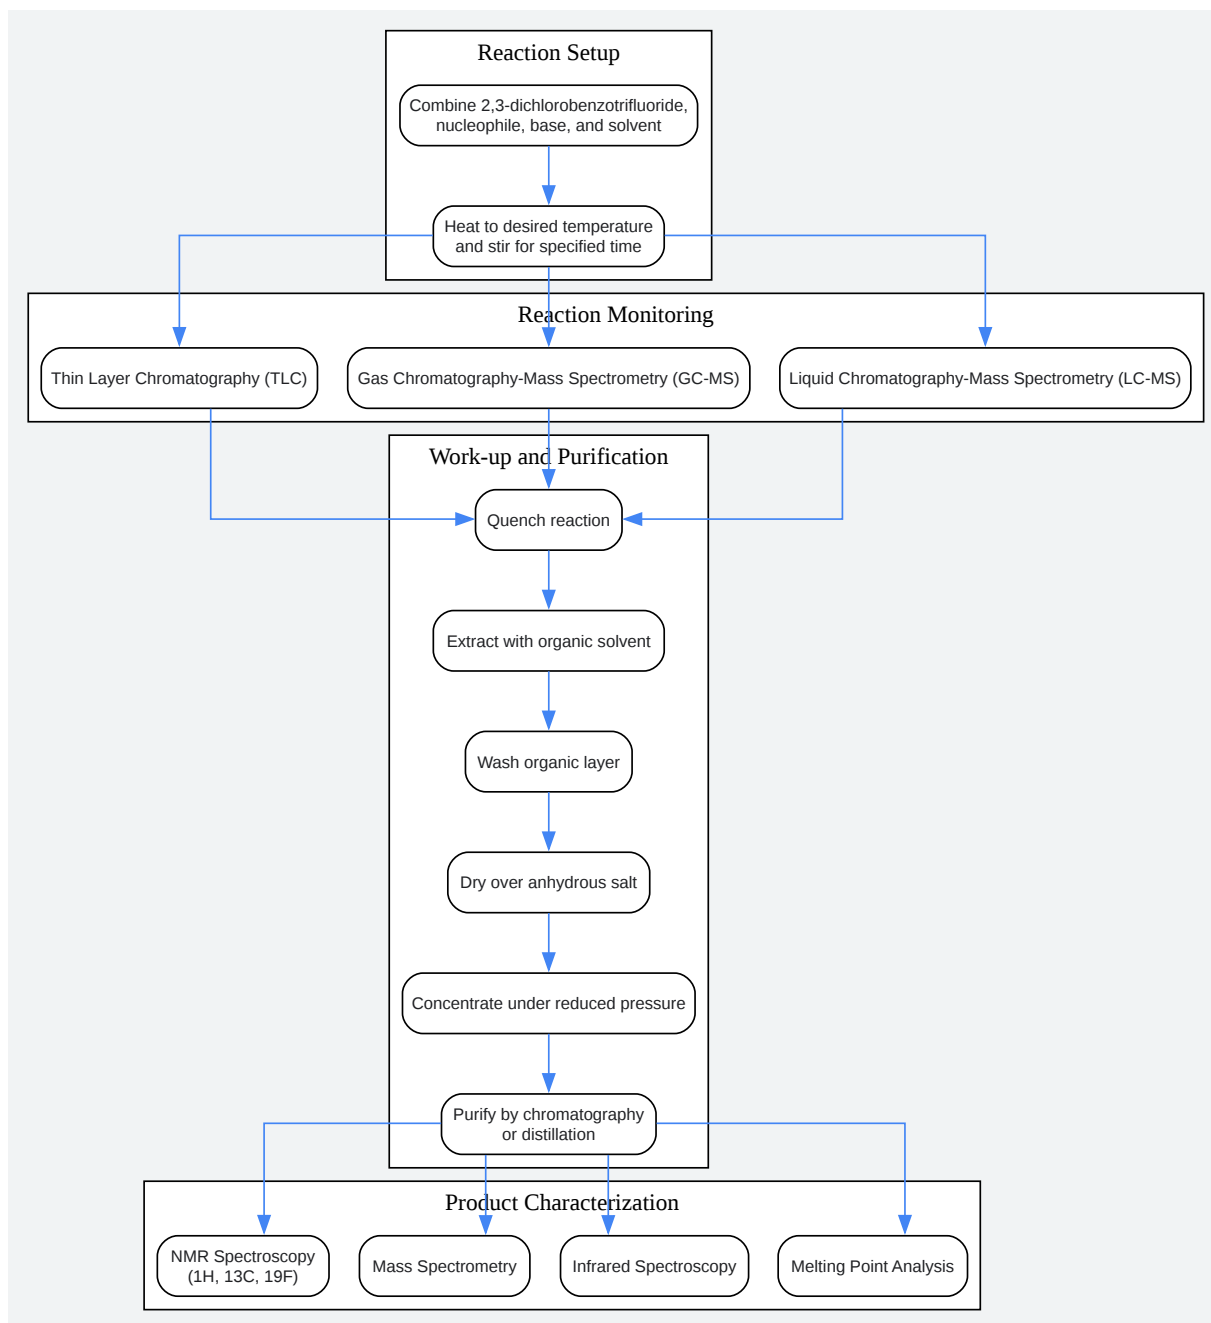 Reaction Setup
Combine 2,3-dichlorobenzotrifluoride,
nucleophile, base, and solvent
Heat to desired temperature
and stir for specified time
Reaction Monitoring
Thin Layer Chromatography (TLC)
Gas Chromatography-Mass Spectrometry (GC-MS)
Liquid Chromatography-Mass Spectrometry (LC-MS)
Work-up and Purification
Quench reaction
Extract with organic solvent
Wash organic layer
Dry over anhydrous salt
Concentrate under reduced pressure
Purify by chromatography
or distillation
Product Characterization
NMR Spectroscopy
(1H, 13C, 19F)
Mass Spectrometry
Infrared Spectroscopy
Melting Point Analysis